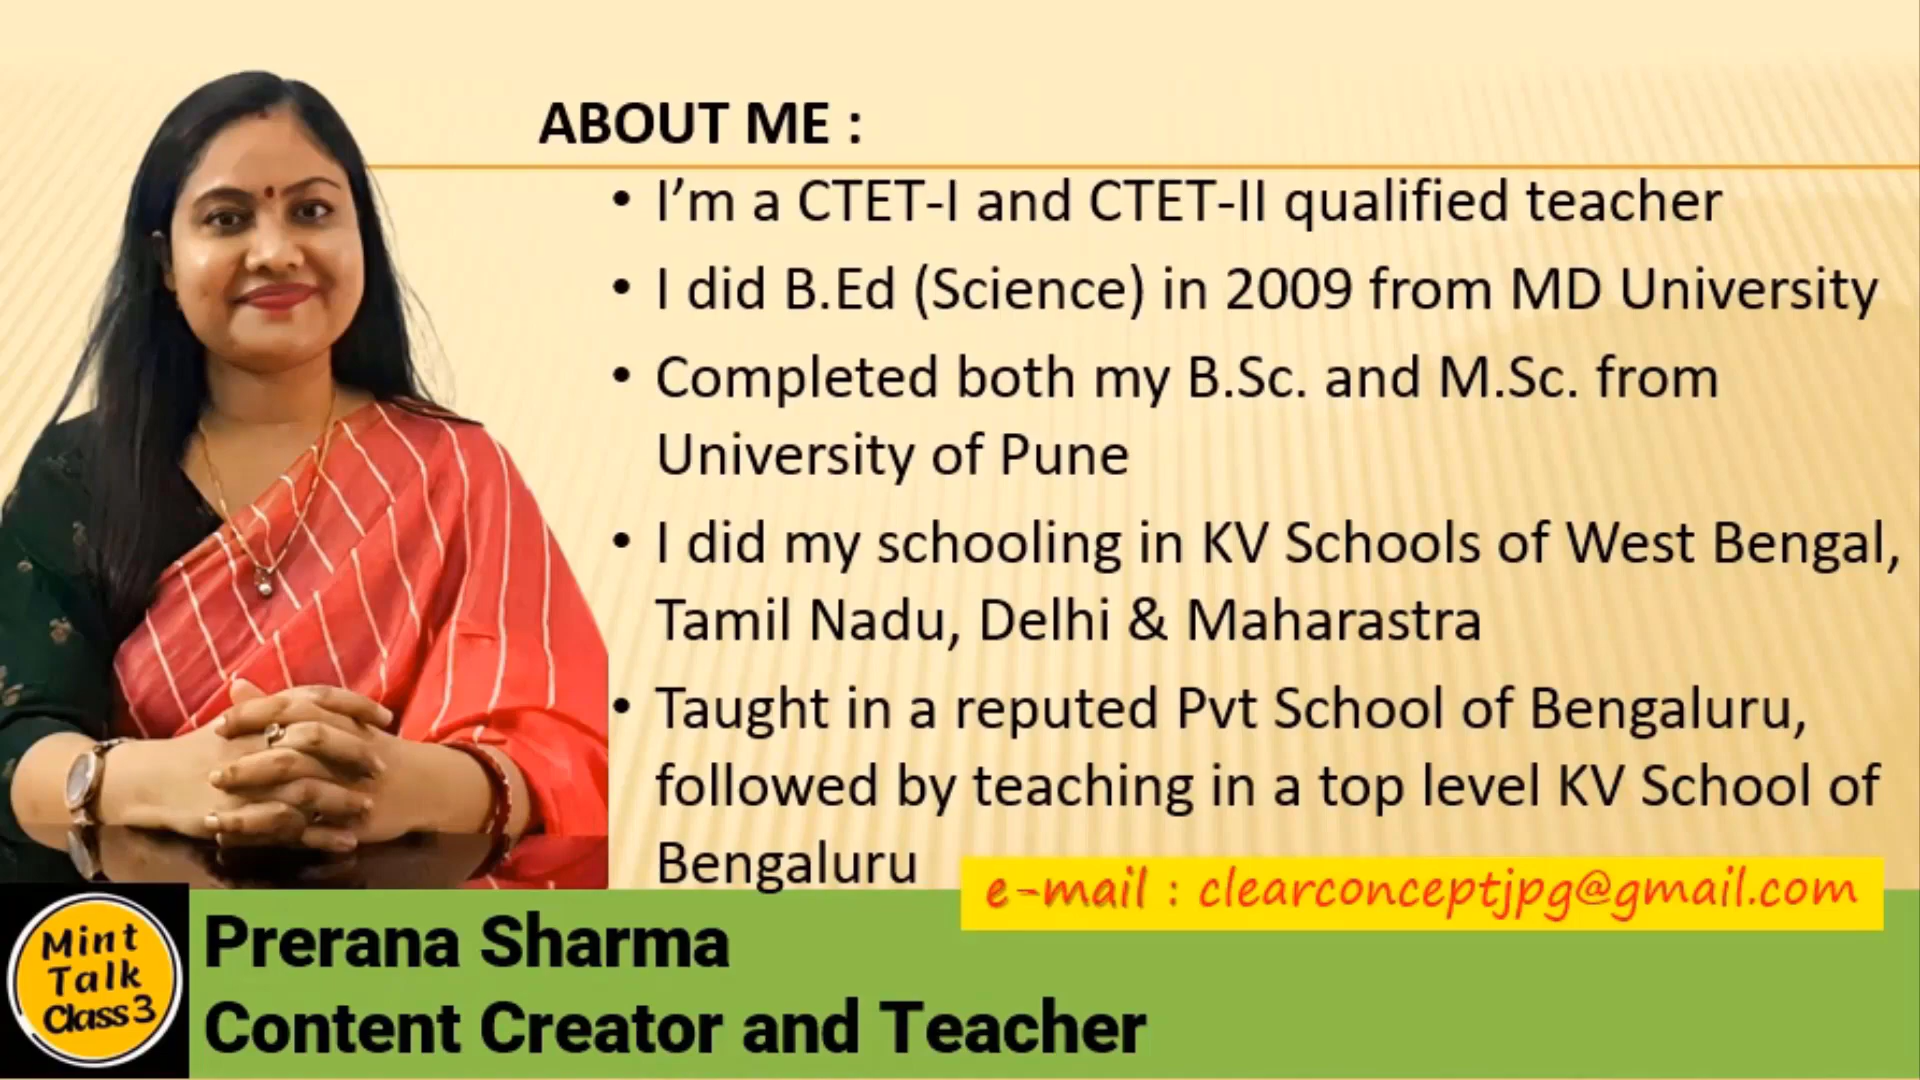 ABOUT ME :
• I’m a CTET-I and CTET-II qualified teacher
• I did B.Ed (Science) in 2009 from MD University
• Completed both my B.Sc. and M.Sc. from
University of Pune
• I did my schooling in KV Schools of West Bengal,
Tamil Nadu, Delhi & Maharastra
• Taught in a reputed Pvt School of Bengaluru,
followed by teaching in a top level KV School of
Bengaluru
e-mail : clearconceptjpg@gmail.com
Mint
Talk
Class 3
Prerana Sharma
Content Creator and Teacher